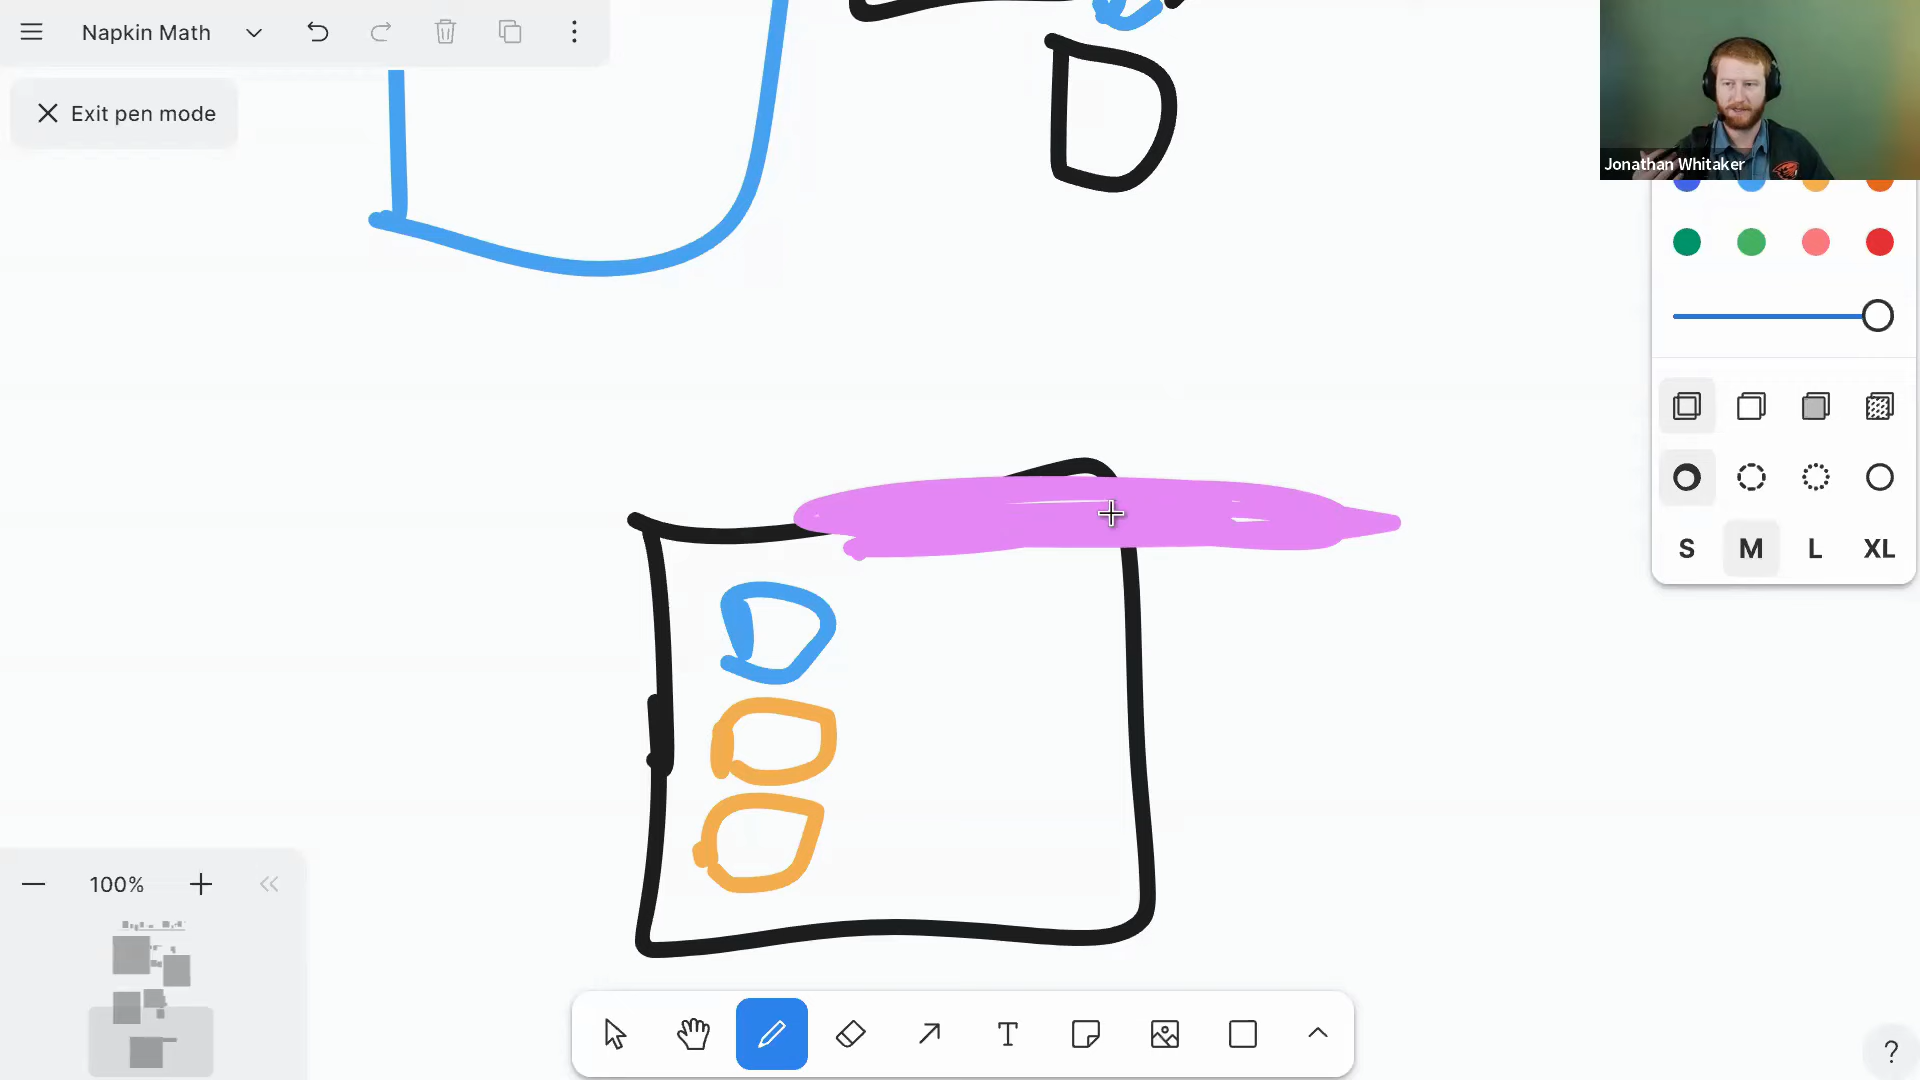 Napkin Math
Exit pen mode
Jonathan Whitaker
S M L XL
100%
T
?